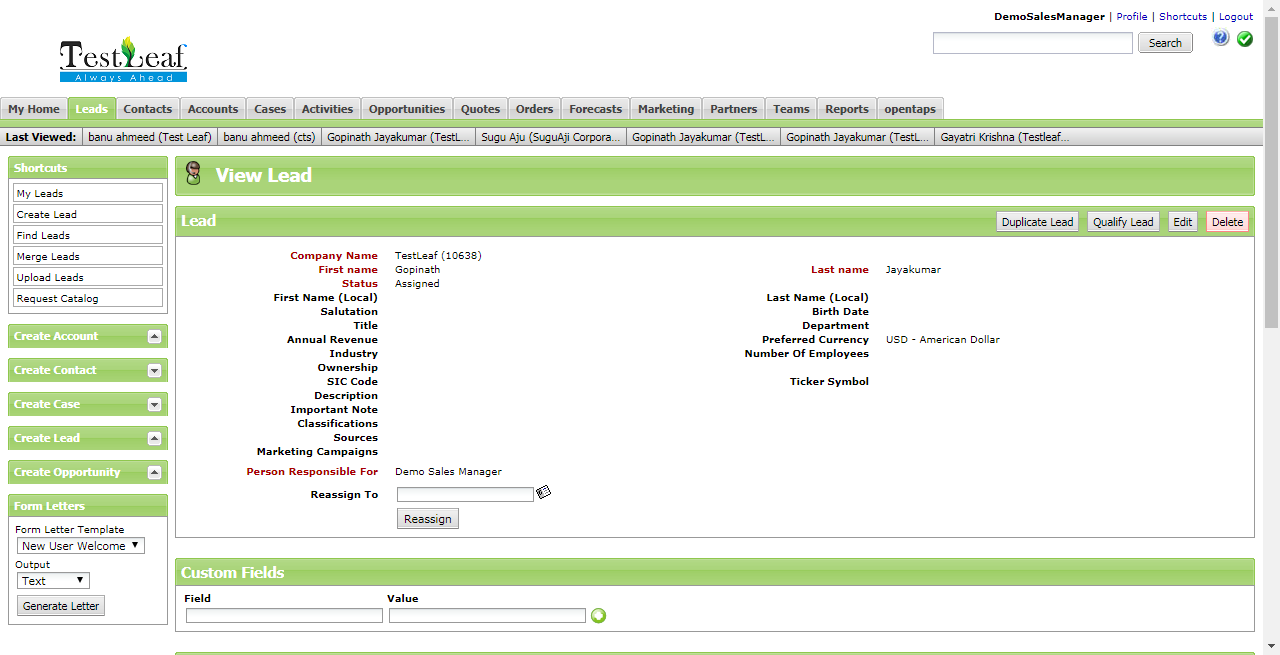 DemoSalesManager | Profile | Shortcuts | Logout
Search
TestLeaf
Always Ahead
My Home Leads Contacts Accounts Cases Activities Opportunities Quotes Orders Forecasts Marketing Partners Teams Reports opentaps
Last Viewed: banu ahmeed (Test Leaf) banu ahmeed (cts) Gopinath Jayakumar (TestL... Sugu Aju (SuguAji Corpora... Gopinath Jayakumar (TestL... Gopinath Jayakumar (TestL... Gayatri Krishna (Testleaf...
Shortcuts
My Leads
Create Lead
Find Leads
Merge Leads
Upload Leads
Request Catalog
Create Account
Create Contact
Create Case
Create Lead
Create Opportunity
Form Letters
Form Letter Template
New User Welcome
Output
Text
Generate Letter
View Lead
Lead
Duplicate Lead Qualify Lead Edit Delete
Company Name TestLeaf (10638)
First name Gopinath Last name Jayakumar
Status Assigned
First Name (Local) Last Name (Local)
Salutation Birth Date
Title Department
Annual Revenue Preferred Currency USD - American Dollar
Industry Number Of Employees
Ownership
SIC Code Ticker Symbol
Description
Important Note
Classifications
Sources
Marketing Campaigns
Person Responsible For Demo Sales Manager
Reassign To
Reassign
Custom Fields
Field Value